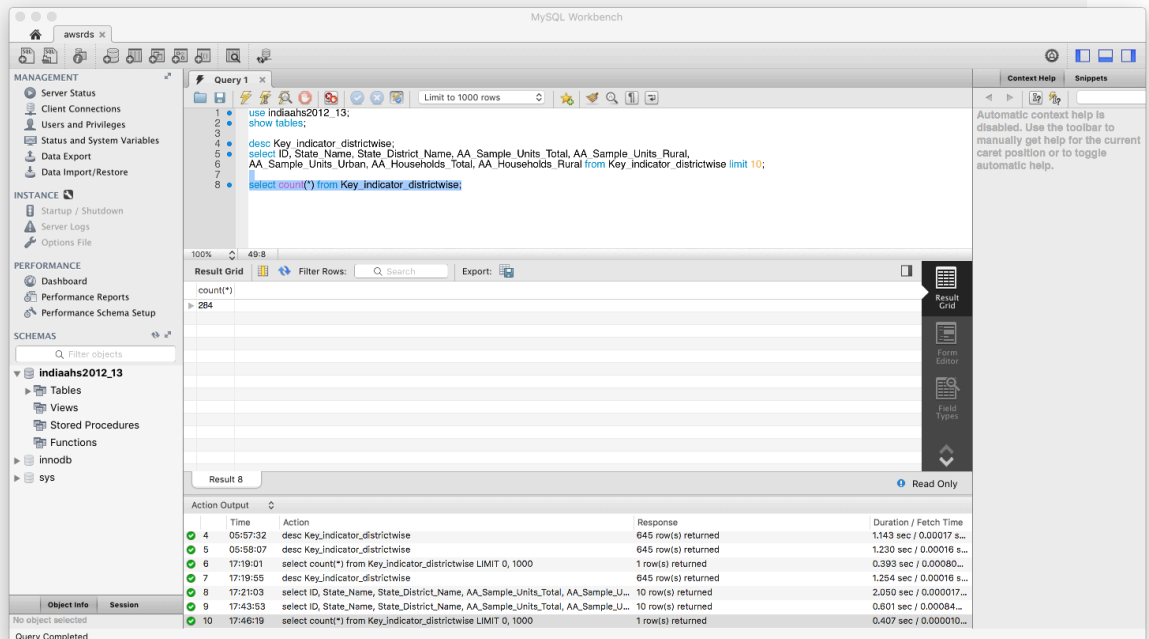 MySQL Workbench
awsrds
MANAGEMENT
Server Status
Client Connections
Users and Privileges
Status and System Variables
Data Export
Data Import/Restore
INSTANCE
Startup / Shutdown
Server Logs
Options File
PERFORMANCE
Dashboard
Performance Reports
Performance Schema Setup
SCHEMAS
Filter objects
indiaahs2012_13
Tables
Views
Stored Procedures
Functions
innodb
sys
Object Info Session
No object selected
Query Completed
Query 1
Limit to 1000 rows
1 use indiaahs2012_13;
2 show tables;
3
4 desc Key_indicator_districtwise;
5 select ID, State_Name, State_District_Name, AA_Sample_Units_Total, AA_Sample_Units_Rural,
6 AA_Sample_Units_Urban, AA_Households_Total, AA_Households_Rural from Key_indicator_districtwise limit 10;
7
8 select count(*) from Key_indicator_districtwise;
100% 49:8
Result Grid Filter Rows: Search Export:
count(*)
284
Result Grid
Form Editor
Field Types
Result 8
Read Only
Action Output
Time Action Response Duration / Fetch Time
4 05:57:32 desc Key_indicator_districtwise 645 row(s) returned 1.143 sec / 0.00017 s...
5 05:58:07 desc Key_indicator_districtwise 645 row(s) returned 1.230 sec / 0.00016 s...
6 17:19:01 select count(*) from Key_indicator_districtwise LIMIT 0, 1000 1 row(s) returned 0.393 sec / 0.00080...
7 17:19:55 desc Key_indicator_districtwise 645 row(s) returned 1.254 sec / 0.00016 s...
8 17:21:03 select ID, State_Name, State_District_Name, AA_Sample_Units_Total, AA_Sample_U... 10 row(s) returned 2.050 sec / 0.000017...
9 17:43:53 select ID, State_Name, State_District_Name, AA_Sample_Units_Total, AA_Sample_U... 10 row(s) returned 0.601 sec / 0.00084...
10 17:46:19 select count(*) from Key_indicator_districtwise LIMIT 0, 1000 1 row(s) returned 0.407 sec / 0.000010...
Context Help Snippets
Automatic context help is
disabled. Use the toolbar to
manually get help for the current
caret position or to toggle
automatic help.